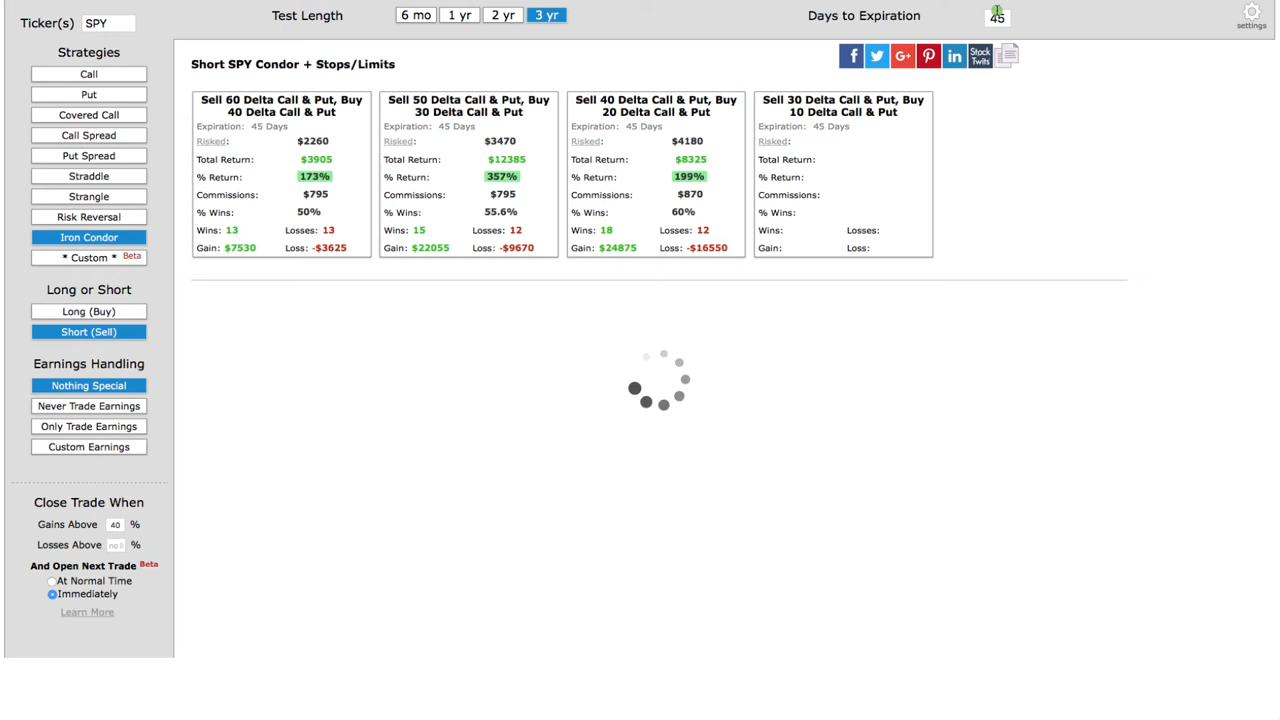 Ticker(s) SPY
Test Length 6 mo 1 yr 2 yr 3 yr
Days to Expiration 45
settings
Strategies
Call
Put
Covered Call
Call Spread
Put Spread
Straddle
Strangle
Risk Reversal
Iron Condor
* Custom * Beta
Long or Short
Long (Buy)
Short (Sell)
Earnings Handling
Nothing Special
Never Trade Earnings
Only Trade Earnings
Custom Earnings
Close Trade When
Gains Above 40 %
Losses Above no l %
And Open Next Trade Beta
At Normal Time
Immediately
Learn More
Short SPY Condor + Stops/Limits
f G+ in Stock
Twits
Sell 60 Delta Call & Put, Buy
40 Delta Call & Put
Expiration: 45 Days
Risked: $2260
Total Return: $3905
% Return: 173%
Commissions: $795
% Wins: 50%
Wins: 13 Losses: 13
Gain: $7530 Loss: -$3625
Sell 50 Delta Call & Put, Buy
30 Delta Call & Put
Expiration: 45 Days
Risked: $3470
Total Return: $12385
% Return: 357%
Commissions: $795
% Wins: 55.6%
Wins: 15 Losses: 12
Gain: $22055 Loss: -$9670
Sell 40 Delta Call & Put, Buy
20 Delta Call & Put
Expiration: 45 Days
Risked: $4180
Total Return: $8325
% Return: 199%
Commissions: $870
% Wins: 60%
Wins: 18 Losses: 12
Gain: $24875 Loss: -$16550
Sell 30 Delta Call & Put, Buy
10 Delta Call & Put
Expiration: 45 Days
Risked:
Total Return:
% Return:
Commissions:
% Wins:
Wins: Losses:
Gain: Loss: